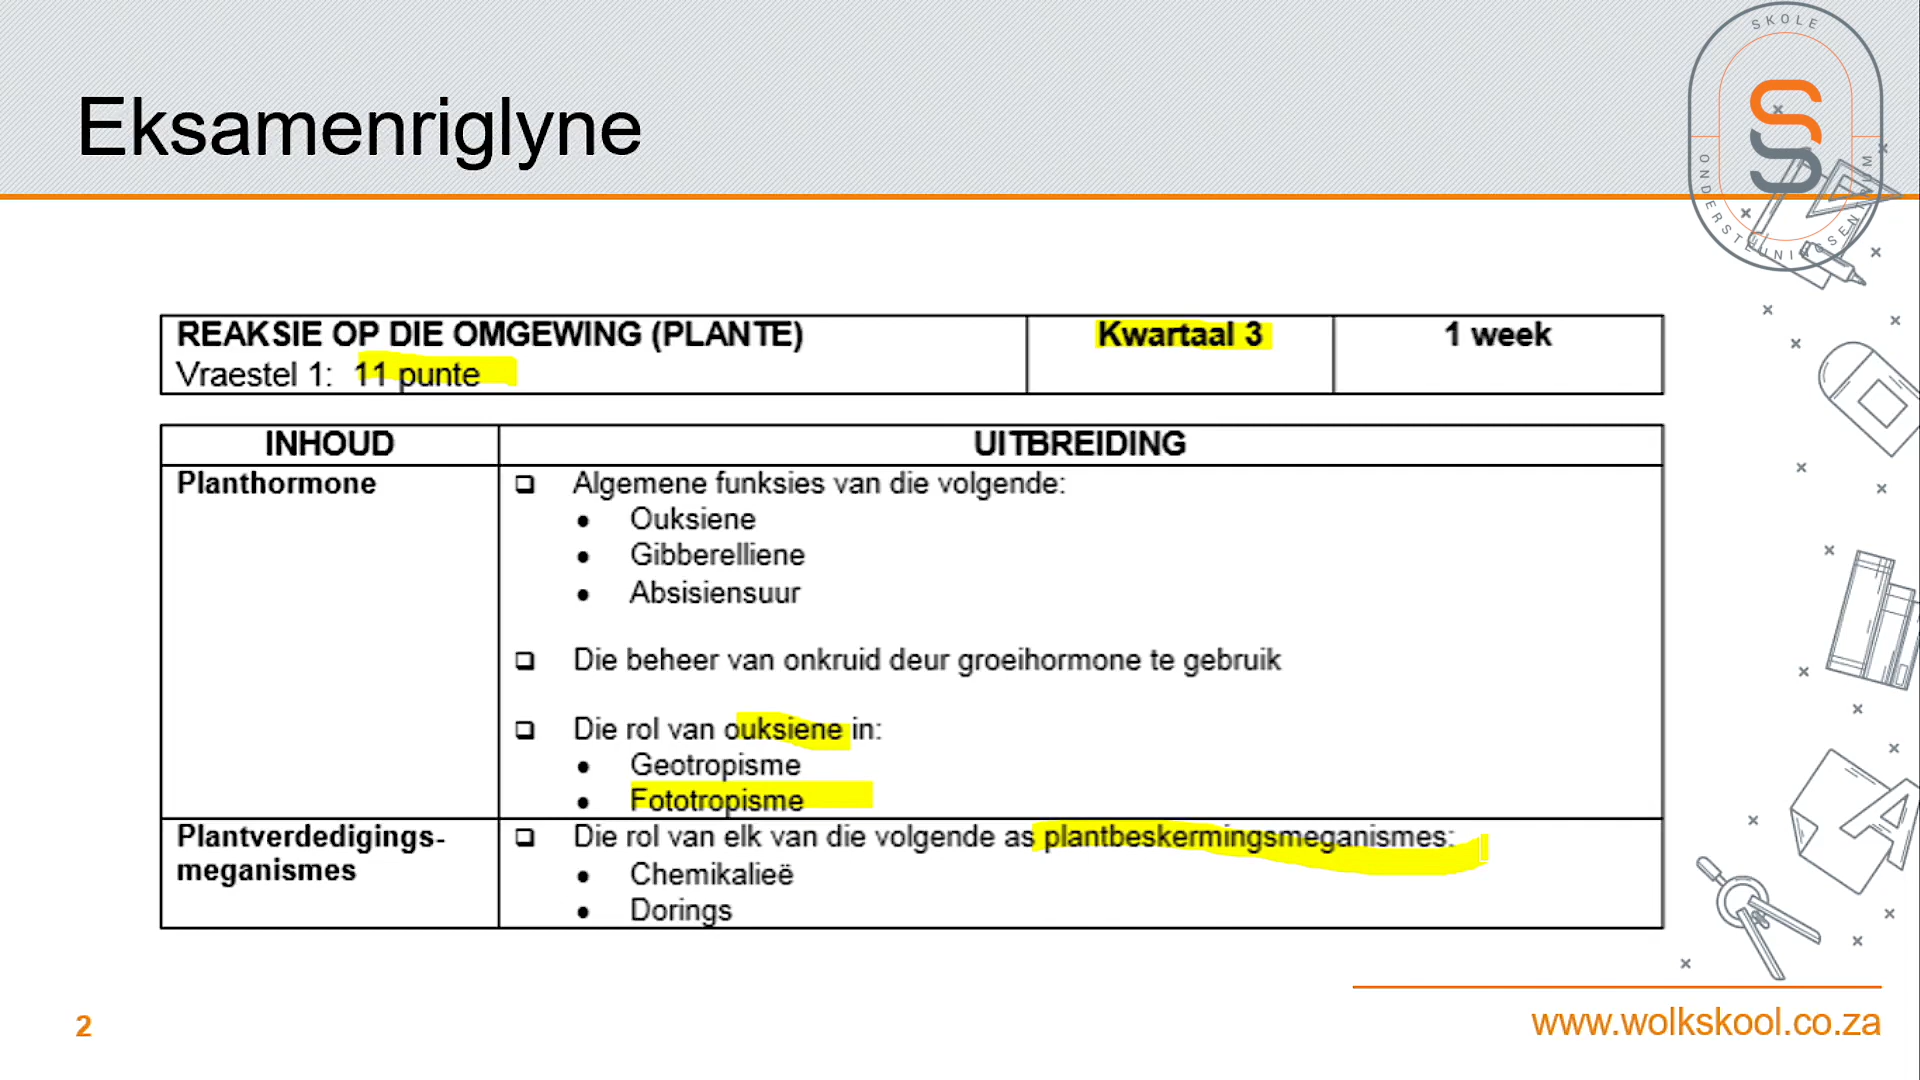 Eksamenriglyne
SKOLE
ONDERSTEUNINGSSENTRUM
REAKSIE OP DIE OMGEWING (PLANTE)
Vraestel 1: 11 punte
Kwartaal 3
1 week
INHOUD
UITBREIDING
Planthormone
❑ Algemene funksies van die volgende:
• Ouksiene
• Gibberelliene
• Absisiensuur
❑ Die beheer van onkruid deur groeihormone te gebruik
❑ Die rol van ouksiene in:
• Geotropisme
• Fototropisme
Plantverdedigings-
meganismes
❑ Die rol van elk van die volgende as plantbeskermingsmeganismes:
• Chemikalieë
• Dorings
2
www.wolkskool.co.za